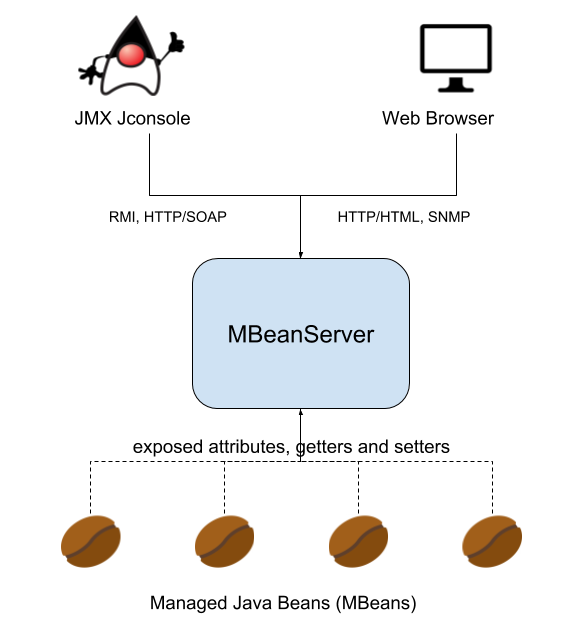 JMX Jconsole
Web Browser
RMI, HTTP/SOAP
HTTP/HTML, SNMP
MBeanServer
exposed attributes, getters and setters
Managed Java Beans (MBeans)